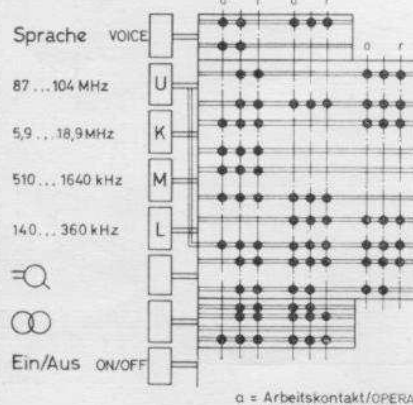 a r a r
Sprache VOICE
a r
87 ... 104 MHz U
5,9 ... 18,9 MHz K
510 ... 1640 kHz M
140 ... 360 kHz L
Ein/Aus ON/OFF
a = Arbeitskontakt/OPERA